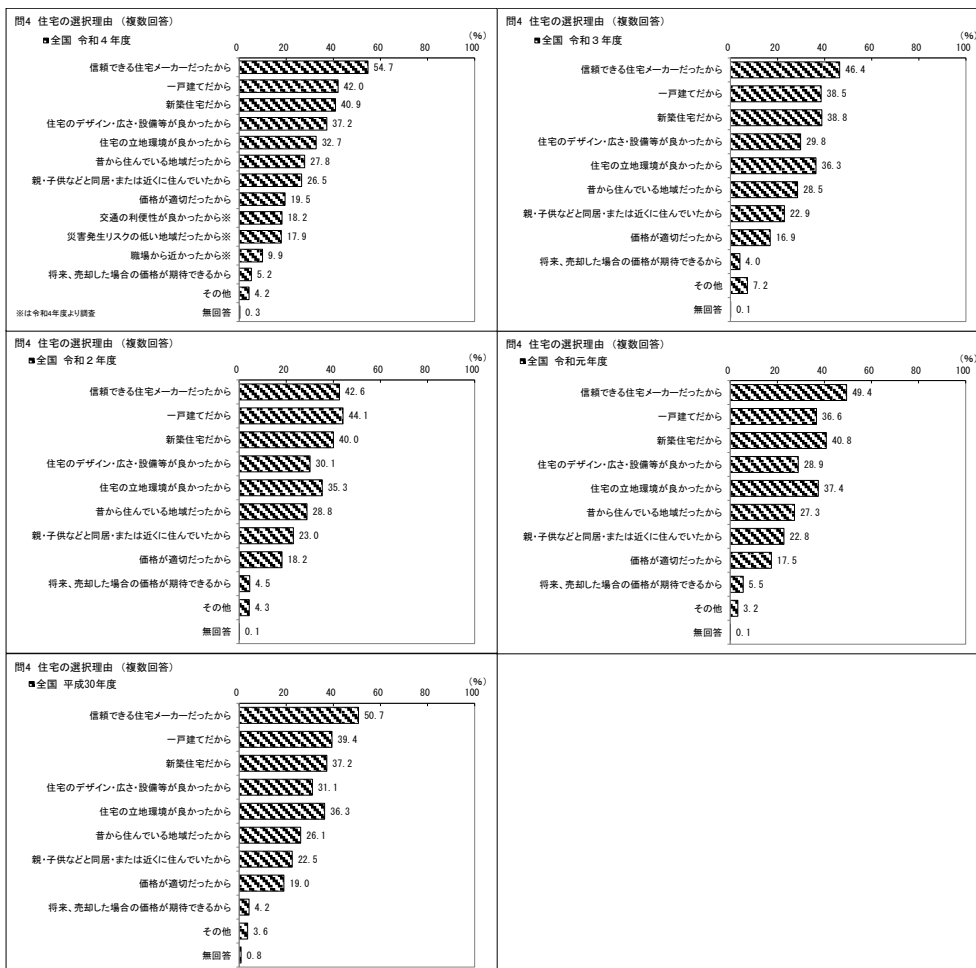 問4 住宅の選択理由 （複数回答）
■全国 令和４年度
(%)
0 20 40 60 80 100
信頼できる住宅メーカーだったから 54.7
一戸建てだから 42.0
新築住宅だから 40.9
住宅のデザイン・広さ・設備等が良かったから 37.2
住宅の立地環境が良かったから 32.7
昔から住んでいる地域だったから 27.8
親・子供などと同居・または近くに住んでいたから 26.5
価格が適切だったから 19.5
交通の利便性が良かったから※ 18.2
災害発生リスクの低い地域だったから※ 17.9
職場から近かったから※ 9.9
将来、売却した場合の価格が期待できるから 5.2
その他 4.2
無回答 0.3
※は令和4年度より調査
問4 住宅の選択理由 （複数回答）
■全国 令和３年度
(%)
0 20 40 60 80 100
信頼できる住宅メーカーだったから 46.4
一戸建てだから 38.5
新築住宅だから 38.8
住宅のデザイン・広さ・設備等が良かったから 29.8
住宅の立地環境が良かったから 36.3
昔から住んでいる地域だったから 28.5
親・子供などと同居・または近くに住んでいたから 22.9
価格が適切だったから 16.9
将来、売却した場合の価格が期待できるから 4.0
その他 7.2
無回答 0.1
問4 住宅の選択理由 （複数回答）
■全国 令和２年度
(%)
0 20 40 60 80 100
信頼できる住宅メーカーだったから 42.6
一戸建てだから 44.1
新築住宅だから 40.0
住宅のデザイン・広さ・設備等が良かったから 30.1
住宅の立地環境が良かったから 35.3
昔から住んでいる地域だったから 28.8
親・子供などと同居・または近くに住んでいたから 23.0
価格が適切だったから 18.2
将来、売却した場合の価格が期待できるから 4.5
その他 4.3
無回答 0.1
問4 住宅の選択理由 （複数回答）
■全国 令和元年度
(%)
0 20 40 60 80 100
信頼できる住宅メーカーだったから 49.4
一戸建てだから 36.6
新築住宅だから 40.8
住宅のデザイン・広さ・設備等が良かったから 28.9
住宅の立地環境が良かったから 37.4
昔から住んでいる地域だったから 27.3
親・子供などと同居・または近くに住んでいたから 22.8
価格が適切だったから 17.5
将来、売却した場合の価格が期待できるから 5.5
その他 3.2
無回答 0.1
問4 住宅の選択理由 （複数回答）
■全国 平成30年度
(%)
0 20 40 60 80 100
信頼できる住宅メーカーだったから 50.7
一戸建てだから 39.4
新築住宅だから 37.2
住宅のデザイン・広さ・設備等が良かったから 31.1
住宅の立地環境が良かったから 36.3
昔から住んでいる地域だったから 26.1
親・子供などと同居・または近くに住んでいたから 22.5
価格が適切だったから 19.0
将来、売却した場合の価格が期待できるから 4.2
その他 3.6
無回答 0.8